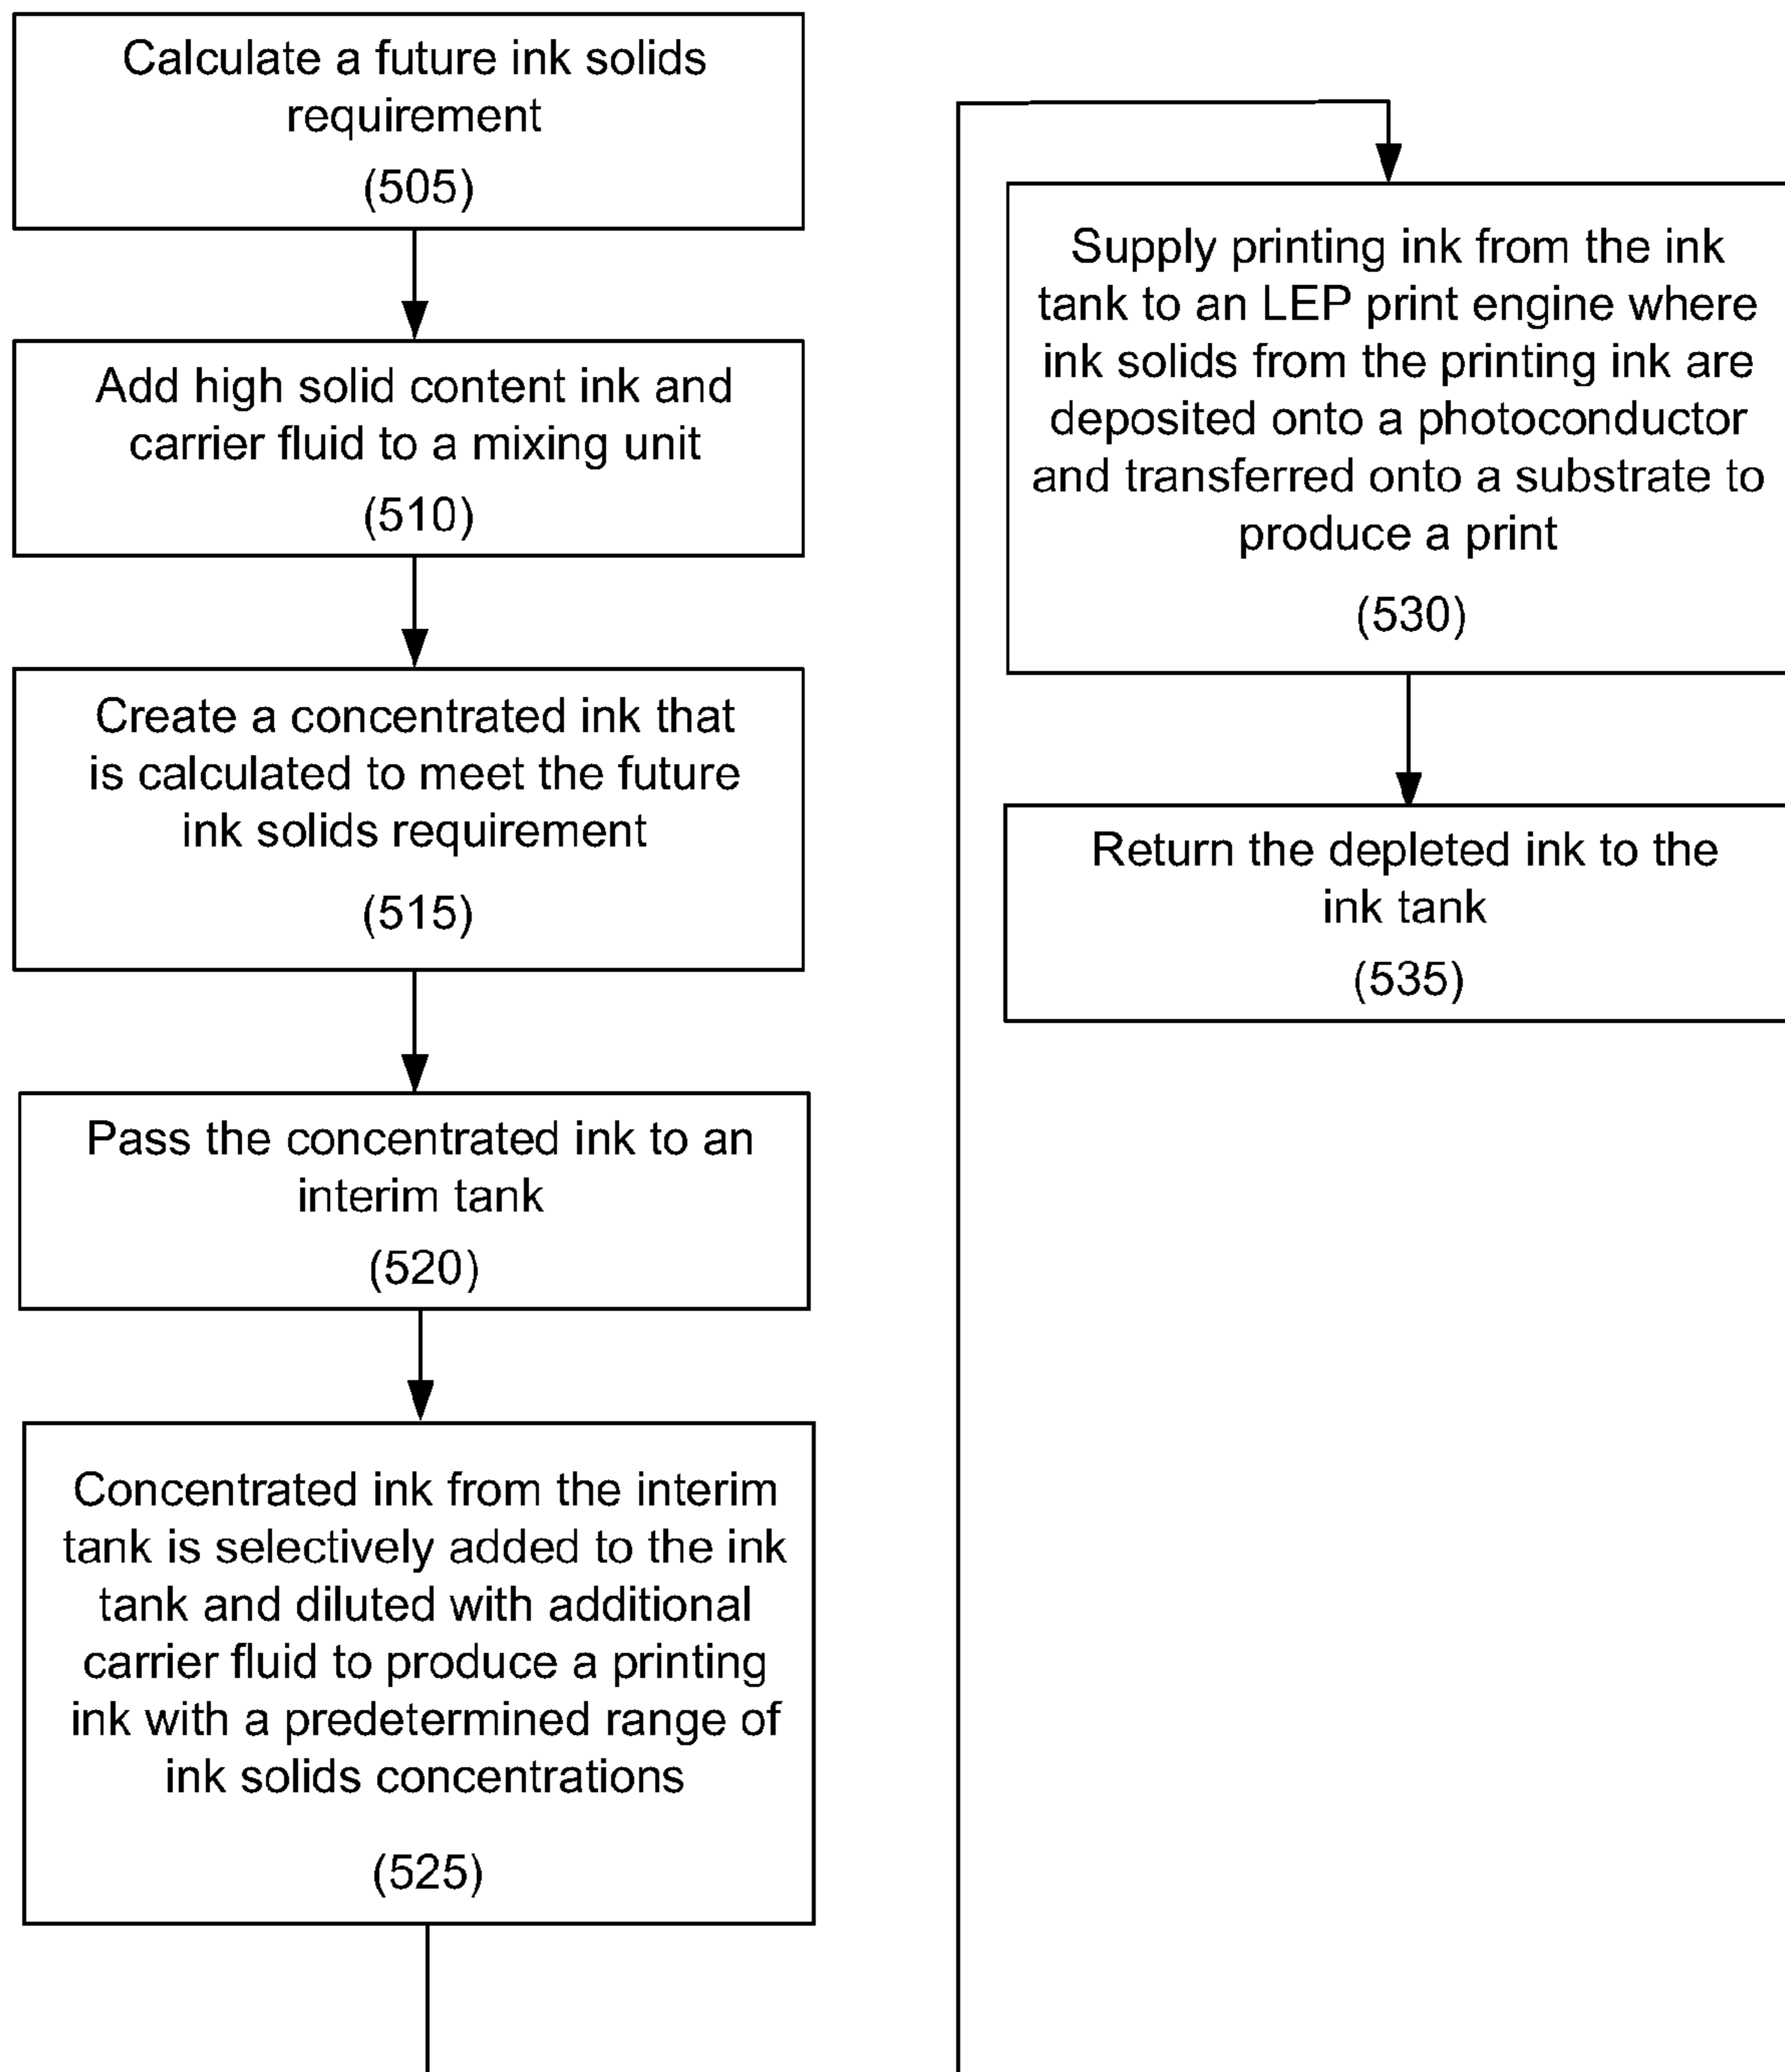 Calculate a future ink solids
requirement
(505)
Add high solid content ink and
carrier fluid to a mixing unit
(510)
Create a concentrated ink that
is calculated to meet the future
ink solids requirement
(515)
Pass the concentrated ink to an
interim tank
(520)
Concentrated ink from the interim
tank is selectively added to the ink
tank and diluted with additional
carrier fluid to produce a printing
ink with a predetermined range of
ink solids concentrations
(525)
Supply printing ink from the ink
tank to an LEP print engine where
ink solids from the printing ink are
deposited onto a photoconductor
and transferred onto a substrate to
produce a print
(530)
Return the depleted ink to the
ink tank
(535)